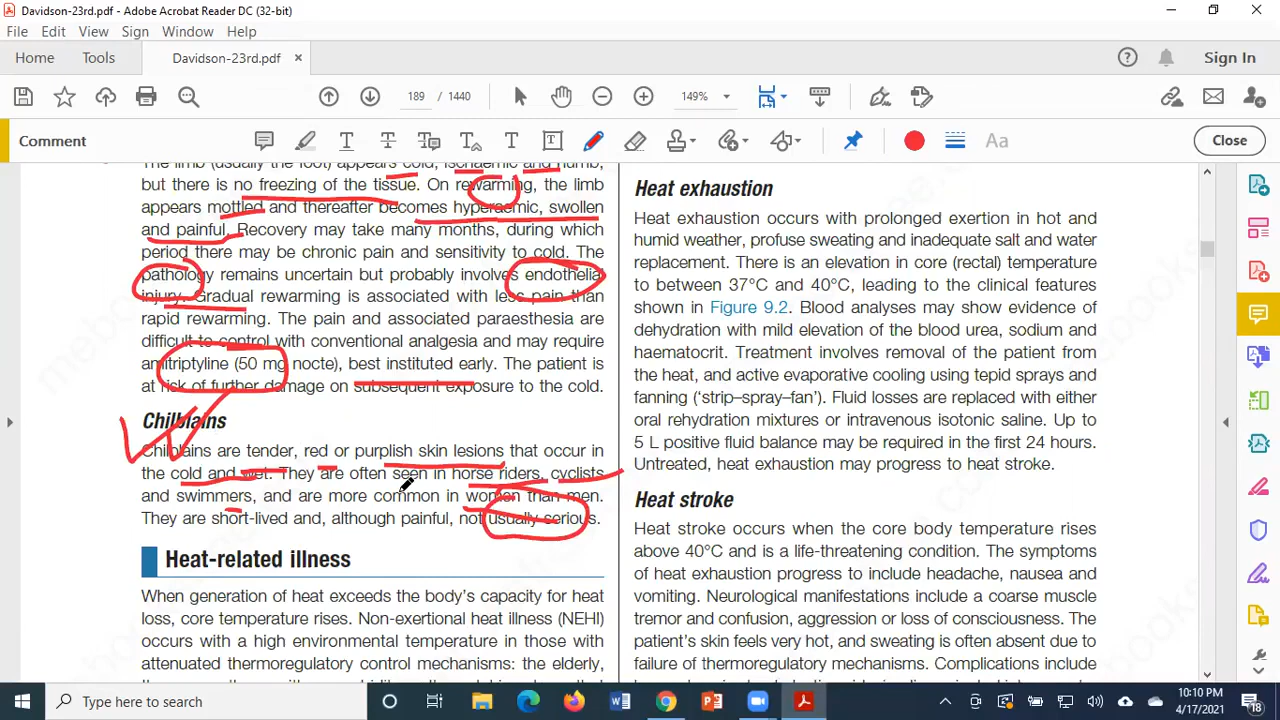 Davidson-23rd.pdf - Adobe Acrobat Reader DC (32-bit)
File Edit View Sign Window Help
Home Tools Davidson-23rd.pdf × Sign In
189 / 1440 149%
Comment Close
The limb (usually the foot) appears cold, ischaemic and numb,
but there is no freezing of the tissue. On rewarming, the limb
appears mottled and thereafter becomes hyperaemic, swollen
and painful. Recovery may take many months, during which
period there may be chronic pain and sensitivity to cold. The
pathology remains uncertain but probably involves endothelial
injury. Gradual rewarming is associated with less pain than
rapid rewarming. The pain and associated paraesthesia are
difficult to control with conventional analgesia and may require
amitriptyline (50 mg nocte), best instituted early. The patient is
at risk of further damage on subsequent exposure to the cold.
Chilblains
Chilblains are tender, red or purplish skin lesions that occur in
the cold and wet. They are often seen in horse riders, cyclists
and swimmers, and are more common in women than men.
They are short-lived and, although painful, not usually serious.
Heat-related illness
When generation of heat exceeds the body's capacity for heat
loss, core temperature rises. Non-exertional heat illness (NEHI)
occurs with a high environmental temperature in those with
attenuated thermoregulatory control mechanisms: the elderly,
Heat exhaustion
Heat exhaustion occurs with prolonged exertion in hot and
humid weather, profuse sweating and inadequate salt and water
replacement. There is an elevation in core (rectal) temperature
to between 37°C and 40°C, leading to the clinical features
shown in Figure 9.2. Blood analyses may show evidence of
dehydration with mild elevation of the blood urea, sodium and
haematocrit. Treatment involves removal of the patient from
the heat, and active evaporative cooling using tepid sprays and
fanning ('strip–spray–fan'). Fluid losses are replaced with either
oral rehydration mixtures or intravenous isotonic saline. Up to
5 L positive fluid balance may be required in the first 24 hours.
Untreated, heat exhaustion may progress to heat stroke.
Heat stroke
Heat stroke occurs when the core body temperature rises
above 40°C and is a life-threatening condition. The symptoms
of heat exhaustion progress to include headache, nausea and
vomiting. Neurological manifestations include a coarse muscle
tremor and confusion, aggression or loss of consciousness. The
patient's skin feels very hot, and sweating is often absent due to
failure of thermoregulatory mechanisms. Complications include
Type here to search
10:10 PM
4/17/2021
18